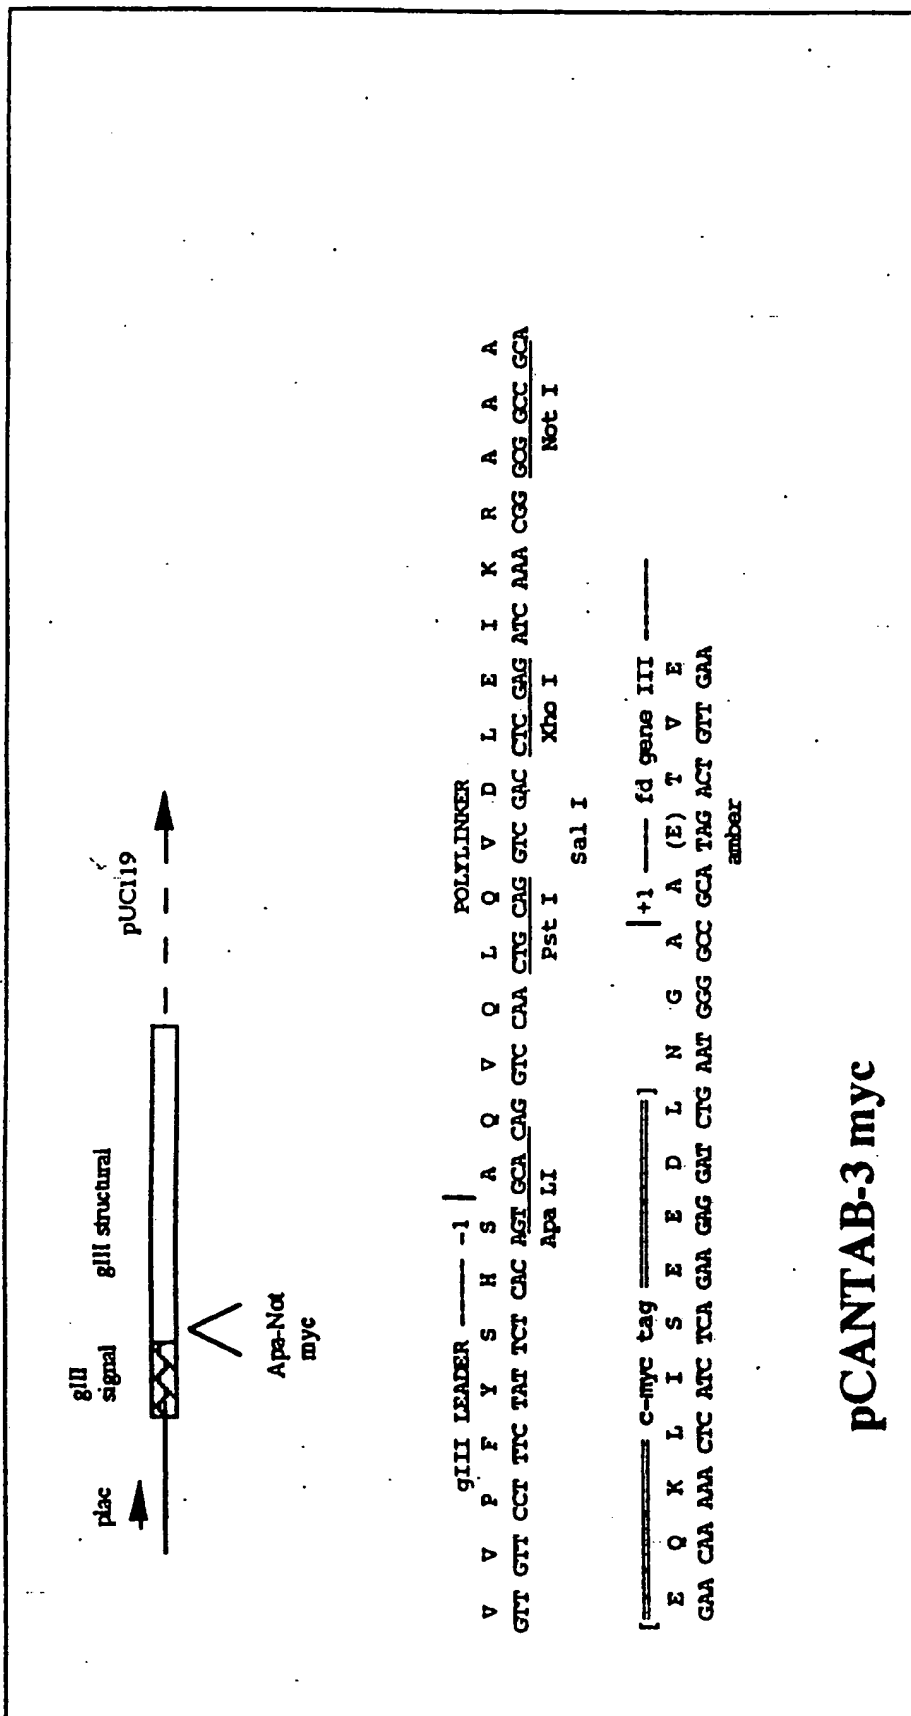 plac
gIII
signal
gIII structural
pUC119
Apa-Not
myc
gIII LEADER ------ -1 |
POLYLINKER
V V P F Y S H S A Q V Q L Q V D L E I K R A A A
GTT GTT CCT TTC TAT TCT CAC AGT GCA CAG GTC CAA CTG CAG GTC GAC CTC GAG ATC AAA CGG GCG GCC GCA
Apa LI Pst I Xho I Not I
Sal I
[====== c-myc tag ========] |+1 ---- fd gene III ------
E Q K L I S E E D L N G A A (E) T V E
GAA CAA AAA CTC ATC TCA GAA GAG GAT CTG AAT GGG GCC GCA TAG ACT GTT GAA
amber
pCANTAB-3 myc